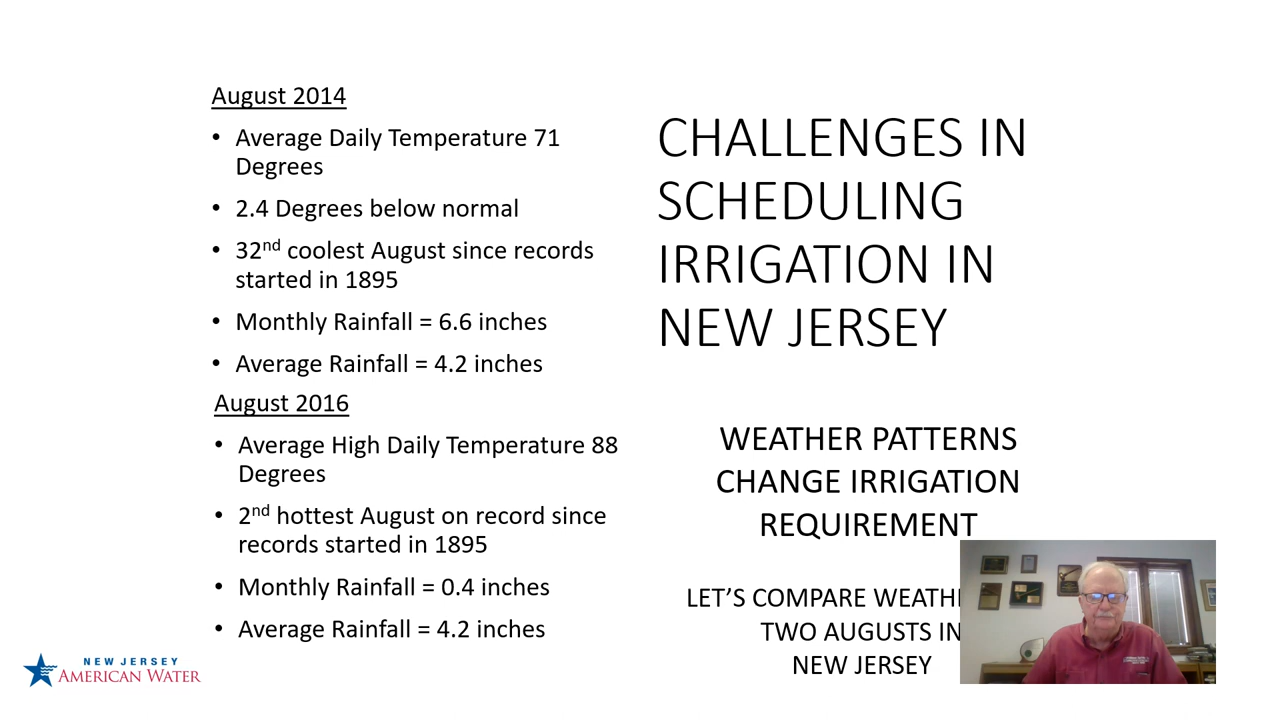 August 2014
• Average Daily Temperature 71
Degrees
• 2.4 Degrees below normal
• 32nd coolest August since records
started in 1895
• Monthly Rainfall = 6.6 inches
• Average Rainfall = 4.2 inches
August 2016
• Average High Daily Temperature 88
Degrees
• 2nd hottest August on record since
records started in 1895
• Monthly Rainfall = 0.4 inches
• Average Rainfall = 4.2 inches
CHALLENGES IN
SCHEDULING
IRRIGATION IN
NEW JERSEY
WEATHER PATTERNS
CHANGE IRRIGATION
REQUIREMENT
LET'S COMPARE
TWO AUGUSTS IN
NEW JERSEY
NEW JERSEY
AMERICAN WATER